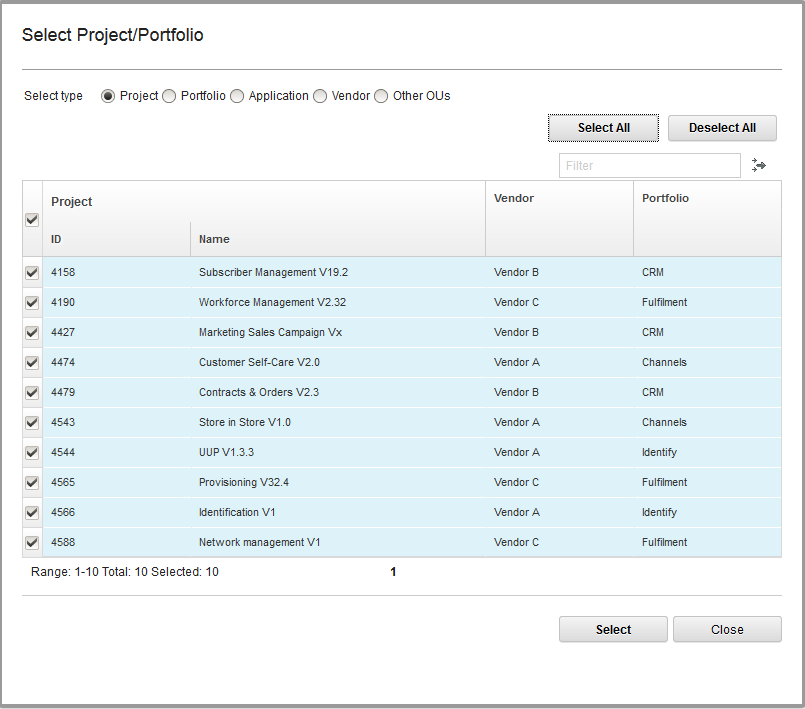 Select Project/Portfolio
Select type Project Portfolio Application Vendor Other OUs
Select All Deselect All
Filter
Project Vendor Portfolio
ID Name
4158 Subscriber Management V19.2 Vendor B CRM
4190 Workforce Management V2.32 Vendor C Fulfilment
4427 Marketing Sales Campaign Vx Vendor B CRM
4474 Customer Self-Care V2.0 Vendor A Channels
4479 Contracts & Orders V2.3 Vendor B CRM
4543 Store in Store V1.0 Vendor A Channels
4544 UUP V1.3.3 Vendor A Identify
4565 Provisioning V32.4 Vendor C Fulfilment
4566 Identification V1 Vendor A Identify
4588 Network management V1 Vendor C Fulfilment
Range: 1-10 Total: 10 Selected: 10 1
Select Close